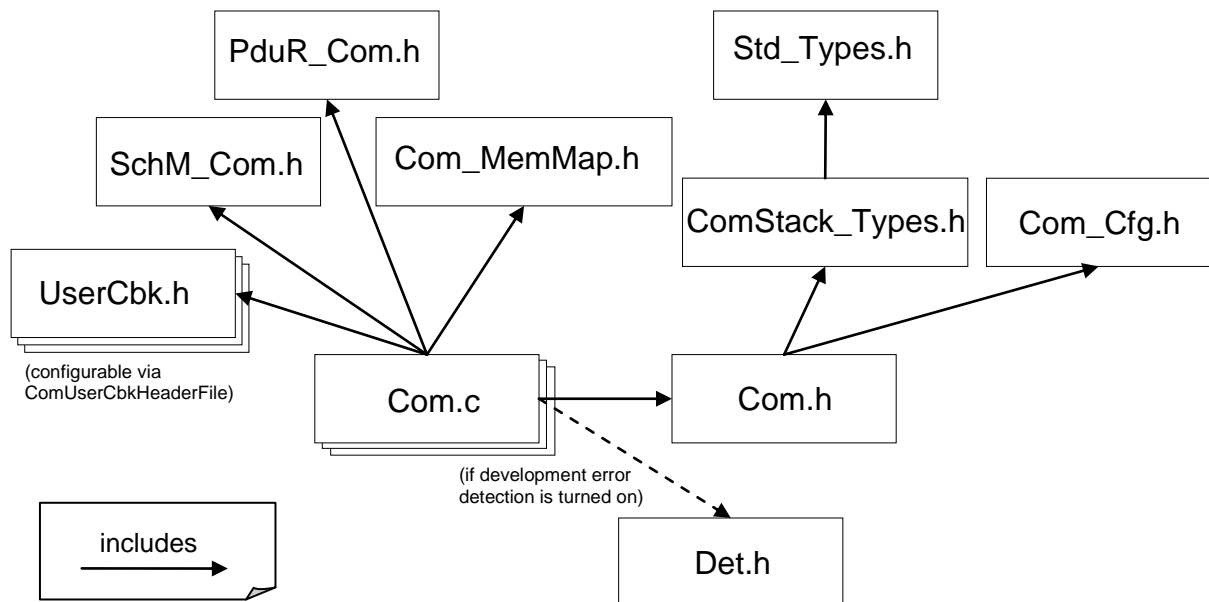 PduR_Com.h
Std_Types.h
SchM_Com.h
Com_MemMap.h
ComStack_Types.h
Com_Cfg.h
UserCbk.h
(configurable via
ComUserCbkHeaderFile)
Com.c
Com.h
(if development error
detection is turned on)
includes
Det.h